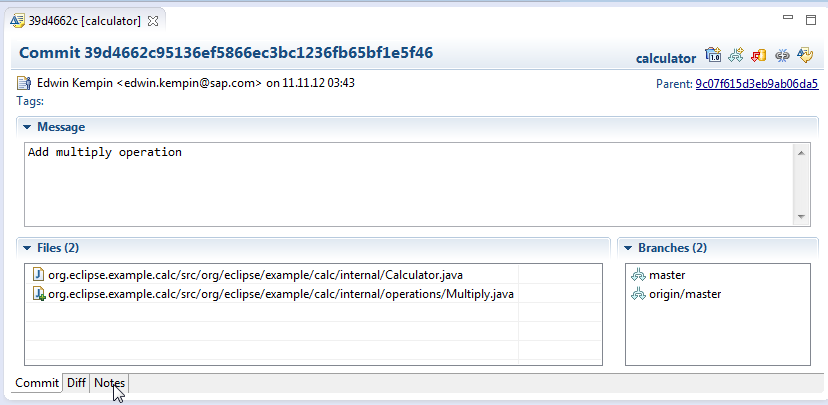 39d4662c [calculator]
Commit 39d4662c95136ef5866ec3bc1236fb65bf1e5f46
calculator
1.0
Edwin Kempin <edwin.kempin@sap.com> on 11.11.12 03:43
Parent: 9c07f615d3eb9ab06da5
Tags:
Message
Add multiply operation
Files (2)
Branches (2)
org.eclipse.example.calc/src/org/eclipse/example/calc/internal/Calculator.java
master
org.eclipse.example.calc/src/org/eclipse/example/calc/internal/operations/Multiply.java
origin/master
Commit Diff Notes